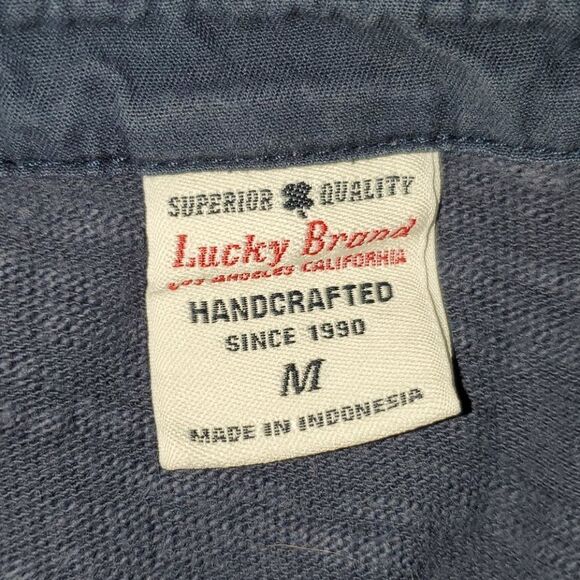 SUPERIOR QUALITY
Lucky Brand
LOS ANGELES CALIFORNIA
HANDCRAFTED
SINCE 1990
M
MADE IN INDONESIA